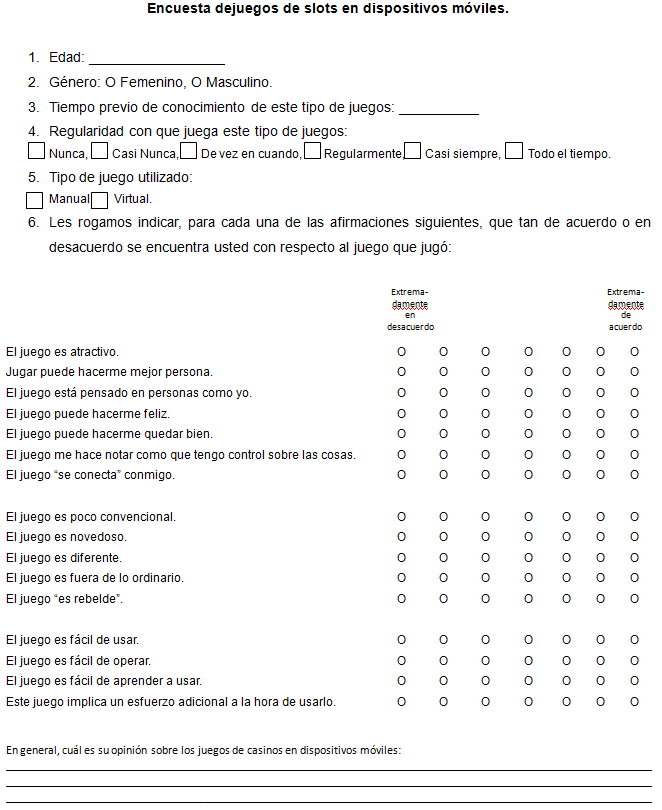 Encuesta dejuegos de slots en dispositivos móviles.
1. Edad: __________________
2. Género: O Femenino, O Masculino.
3. Tiempo previo de conocimiento de este tipo de juegos: __________
4. Regularidad con que juega este tipo de juegos:
Nunca, Casi Nunca, De vez en cuando, Regularmente, Casi siempre, Todo el tiempo.
5. Tipo de juego utilizado:
Manual Virtual.
6. Les rogamos indicar, para cada una de las afirmaciones siguientes, que tan de acuerdo o en
desacuerdo se encuentra usted con respecto al juego que jugó:
Extrema- Extrema-
damente damente
en de
desacuerdo acuerdo
El juego es atractivo. O O O O O O O
Jugar puede hacerme mejor persona. O O O O O O O
El juego está pensado en personas como yo. O O O O O O O
El juego puede hacerme feliz. O O O O O O O
El juego puede hacerme quedar bien. O O O O O O O
El juego me hace notar como que tengo control sobre las cosas. O O O O O O O
El juego “se conecta” conmigo. O O O O O O O
El juego es poco convencional. O O O O O O O
El juego es novedoso. O O O O O O O
El juego es diferente. O O O O O O O
El juego es fuera de lo ordinario. O O O O O O O
El juego “es rebelde”. O O O O O O O
El juego es fácil de usar. O O O O O O O
El juego es fácil de operar. O O O O O O O
El juego es fácil de aprender a usar. O O O O O O O
Este juego implica un esfuerzo adicional a la hora de usarlo. O O O O O O O
En general, cuál es su opinión sobre los juegos de casinos en dispositivos móviles: